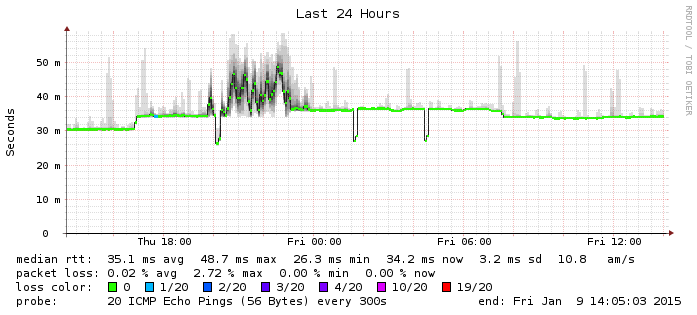 Last 24 Hours
RRDTOOL / TOBI OETIKER
Seconds
50 m
40 m
30 m
20 m
10 m
0
Thu 18:00 Fri 00:00 Fri 06:00 Fri 12:00
median rtt: 35.1 ms avg 48.7 ms max 26.3 ms min 34.2 ms now 3.2 ms sd 10.8 am/s
packet loss: 0.02 % avg 2.72 % max 0.00 % min 0.00 % now
loss color: 0 1/20 2/20 3/20 4/20 10/20 19/20
probe: 20 ICMP Echo Pings (56 Bytes) every 300s end: Fri Jan 9 14:05:03 2015